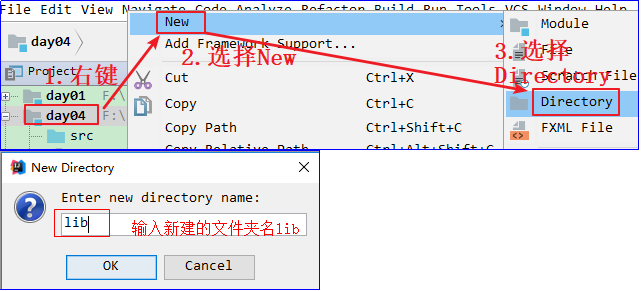 File Edit View Navigate Code Analyze Refactor Build Run Tools VCS Window Help
day04
New
Module
Add Framework Support...
File
Project
1.右键
2.选择New
3.选择
Directory
Cut Ctrl+X
Scratch File
day01 F:\
Copy Ctrl+C
Directory
day04 F:\
Copy Path Ctrl+Shift+C
FXML File
src
Copy Relative Path Ctrl+Alt+Shift+C
New Directory
Enter new directory name:
lib
输入新建的文件夹名lib
OK
Cancel